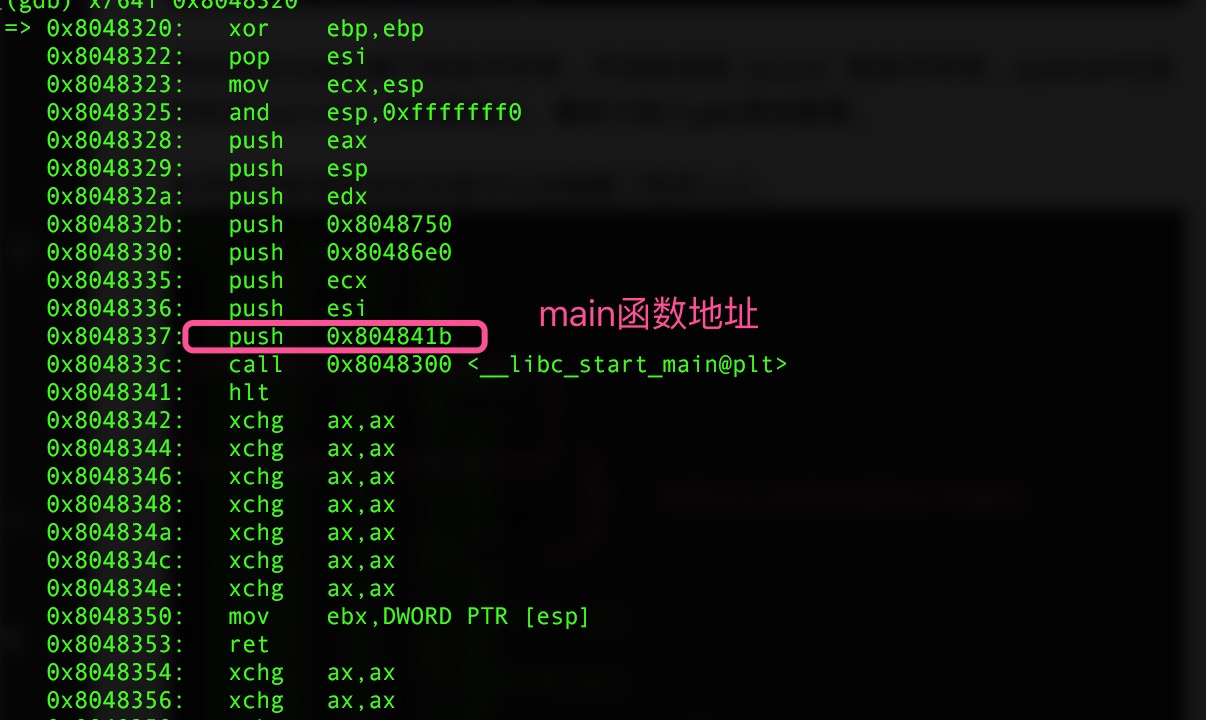 (gdb) x/64i 0x8048320
=> 0x8048320: xor ebp,ebp
0x8048322: pop esi
0x8048323: mov ecx,esp
0x8048325: and esp,0xfffffff0
0x8048328: push eax
0x8048329: push esp
0x804832a: push edx
0x804832b: push 0x8048750
0x8048330: push 0x80486e0
0x8048335: push ecx
0x8048336: push esi
main函数地址
0x8048337: push 0x804841b
0x804833c: call 0x8048300 <__libc_start_main@plt>
0x8048341: hlt
0x8048342: xchg ax,ax
0x8048344: xchg ax,ax
0x8048346: xchg ax,ax
0x8048348: xchg ax,ax
0x804834a: xchg ax,ax
0x804834c: xchg ax,ax
0x804834e: xchg ax,ax
0x8048350: mov ebx,DWORD PTR [esp]
0x8048353: ret
0x8048354: xchg ax,ax
0x8048356: xchg ax,ax